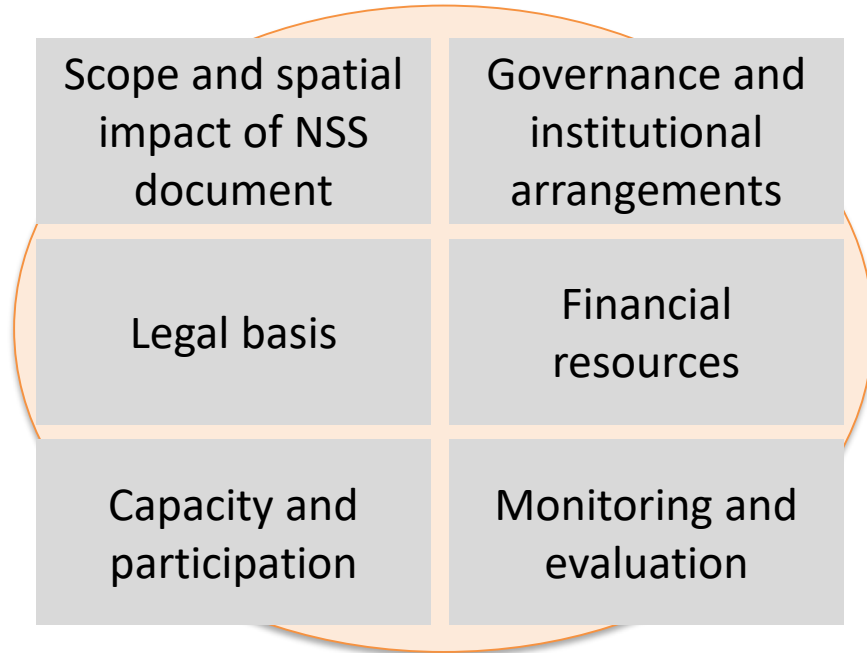 Scope and spatial
impact of NSS
document
Governance and
institutional
arrangements
Legal basis
Financial
resources
Capacity and
participation
Monitoring and
evaluation